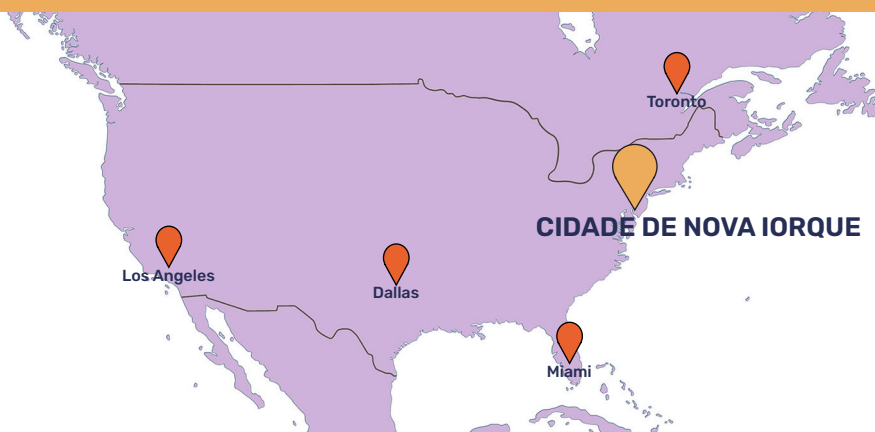 Toronto
CIDADE DE NOVA IORQUE
Los Angeles
Dallas
Miami